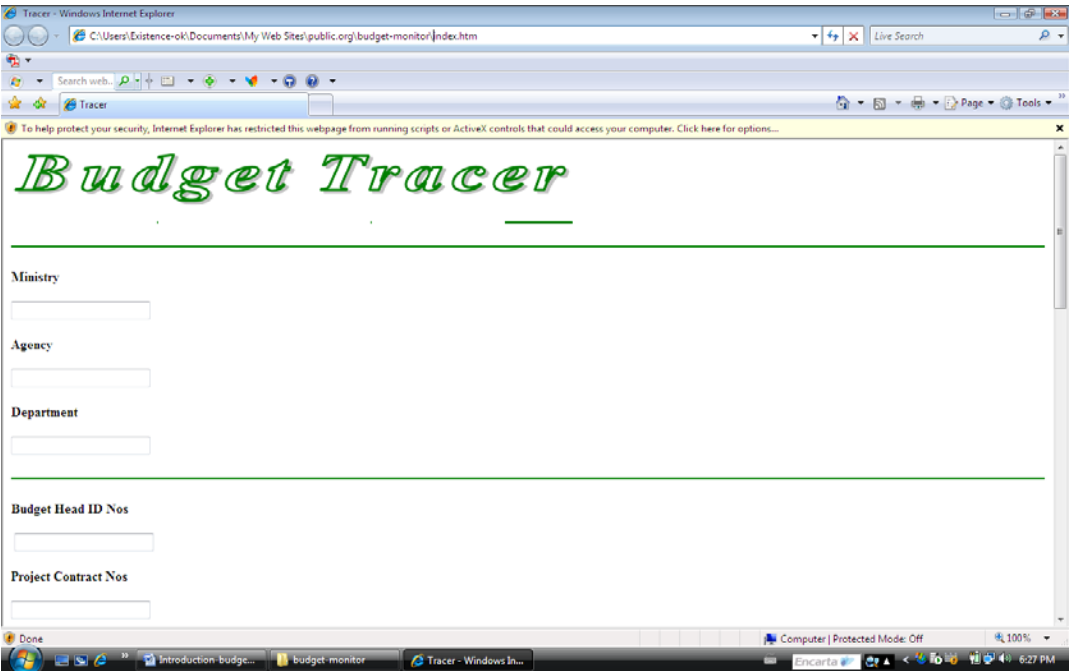 Tracer - Windows Internet Explorer
C:\Users\Existence-ok\Documents\My Web Sites\public.org\budget-monitor\index.htm
Live Search
Search web..
Tracer
Page
Tools
To help protect your security, Internet Explorer has restricted this webpage from running scripts or ActiveX controls that could access your computer. Click here for options...
Budget Tracer
Ministry
Agency
Department
Budget Head ID Nos
Project Contract Nos
Done
Computer | Protected Mode: Off
100%
Introduction-budge...
budget-monitor
Tracer - Windows In...
Encarta
6:27 PM